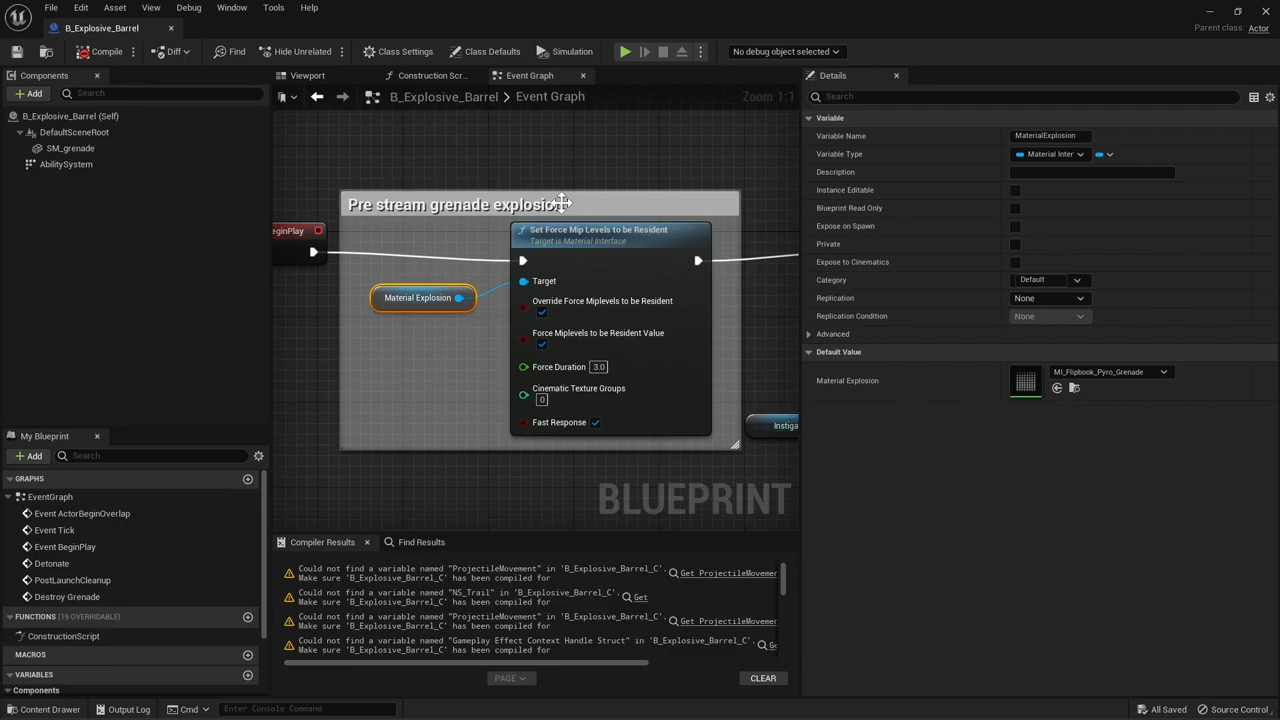 File Edit Asset View Debug Window Tools Help
B_Explosive_Barrel
Parent class: Actor
Compile Diff Find Hide Unrelated Class Settings Class Defaults Simulation No debug object selected
Components
Viewport Construction Scr... Event Graph
Details
Add Search
B_Explosive_Barrel > Event Graph Zoom 1:1
Search
B_Explosive_Barrel (Self)
DefaultSceneRoot
SM_grenade
AbilitySystem
Pre stream grenade explosion
eginPlay
Set Force Mip Levels to be Resident
Target is Material Interface
Target
Material Explosion
Override Force Miplevels to be Resident
Force Miplevels to be Resident Value
Force Duration 3.0
Cinematic Texture Groups
0
Fast Response
Instiga
BLUEPRINT
Variable
Variable Name MaterialExplosion
Variable Type Material Inter
Description
Instance Editable
Blueprint Read Only
Expose on Spawn
Private
Expose to Cinematics
Category Default
Replication None
Replication Condition None
Advanced
Default Value
Material Explosion MI_Flipbook_Pyro_Grenade
My Blueprint
Add Search
GRAPHS
EventGraph
Event ActorBeginOverlap
Event Tick
Event BeginPlay
Detonate
PostLaunchCleanup
Destroy Grenade
FUNCTIONS (19 OVERRIDABLE)
ConstructionScript
MACROS
VARIABLES
Components
Compiler Results Find Results
Could not find a variable named "ProjectileMovement" in 'B_Explosive_Barrel_C'. Get ProjectileMovemen
Make sure 'B_Explosive_Barrel_C' has been compiled for
Could not find a variable named "NS_Trail" in 'B_Explosive_Barrel_C'. Get
Make sure 'B_Explosive_Barrel_C' has been compiled for
Could not find a variable named "ProjectileMovement" in 'B_Explosive_Barrel_C'. Get ProjectileMovemen
Make sure 'B_Explosive_Barrel_C' has been compiled for
Could not find a variable named "Gameplay Effect Context Handle Struct" in 'B_Explosive_Barrel_C'. Ge
Make sure 'B_Explosive_Barrel_C' has been compiled for
PAGE CLEAR
Content Drawer Output Log Cmd Enter Console Command All Saved Source Control